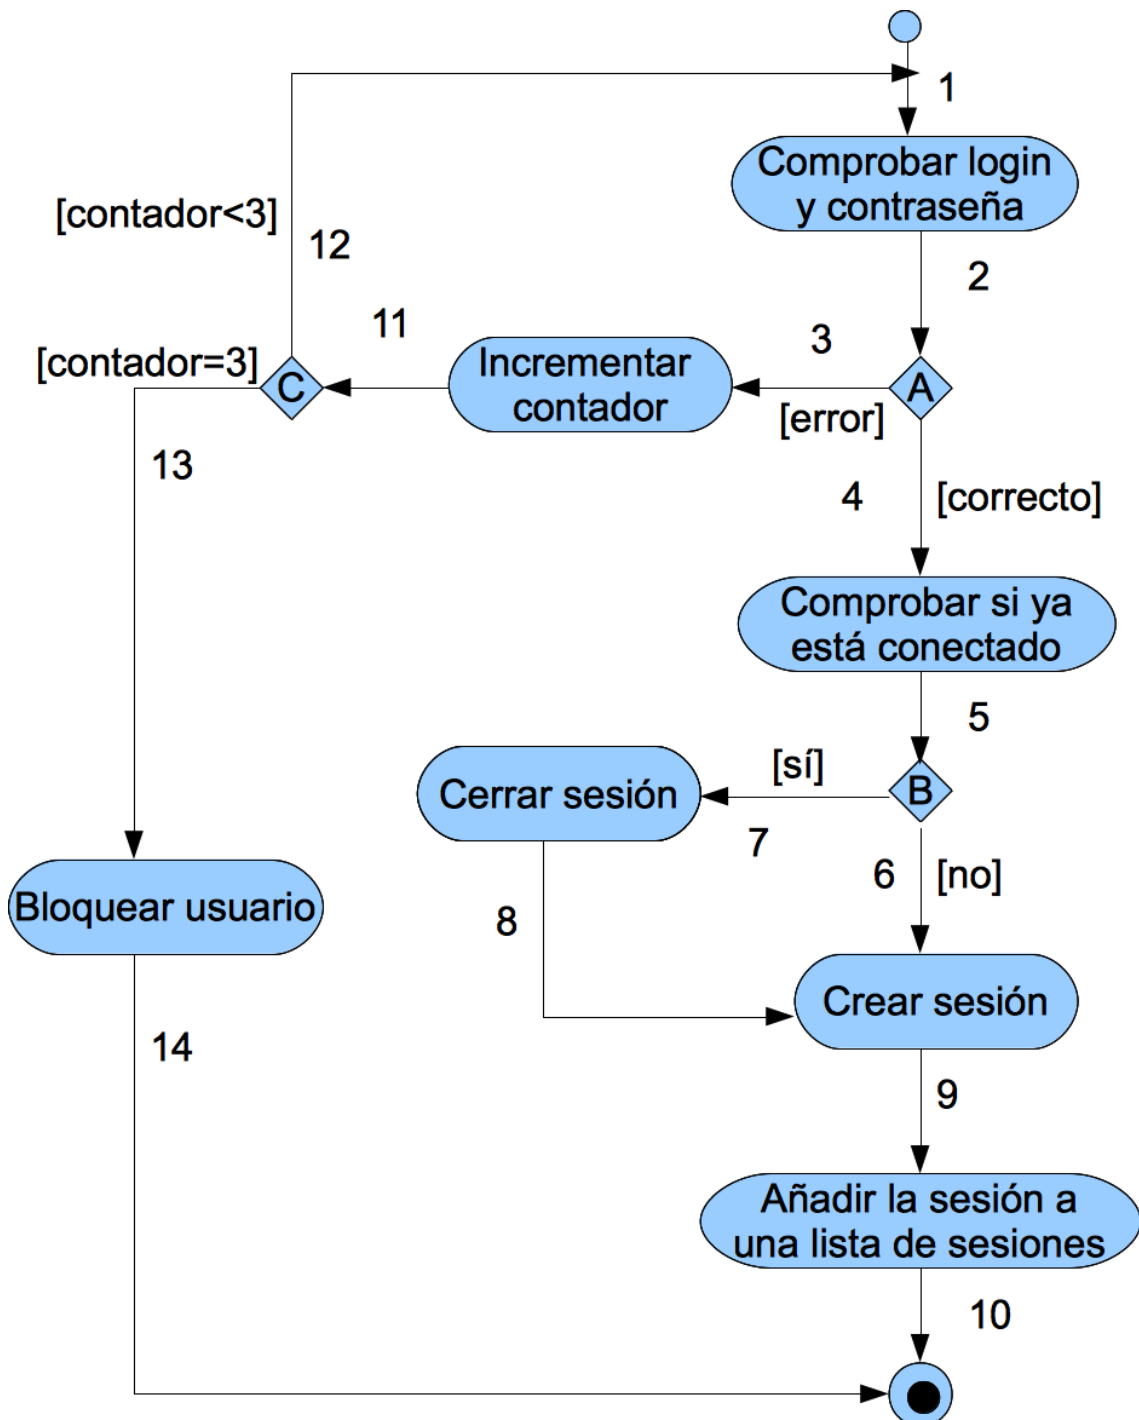 1
Comprobar login
y contraseña
[contador<3]
12
2
11
3
[contador=3]
Incrementar
contador
C
A
[error]
13
4
[correcto]
Comprobar si ya
está conectado
5
[sí]
Cerrar sesión
B
7
6
[no]
Bloquear usuario
8
Crear sesión
14
9
Añadir la sesión a
una lista de sesiones
10